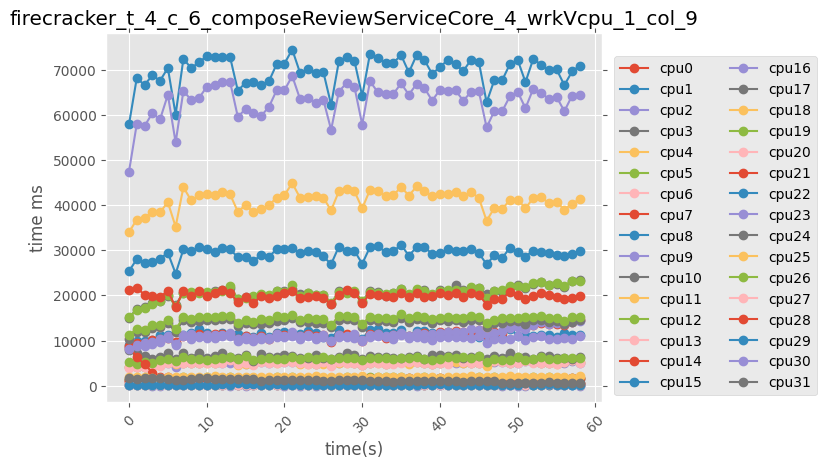 firecracker_t_4_c_6_composeReviewServiceCore_4_wrkVcpu_1_col_9
time ms
70000
60000
50000
40000
30000
20000
10000
0
0
10
20
30
40
50
60
time(s)
cpu0
cpu1
cpu2
cpu3
cpu4
cpu5
cpu6
cpu7
cpu8
cpu9
cpu10
cpu11
cpu12
cpu13
cpu14
cpu15
cpu16
cpu17
cpu18
cpu19
cpu20
cpu21
cpu22
cpu23
cpu24
cpu25
cpu26
cpu27
cpu28
cpu29
cpu30
cpu31